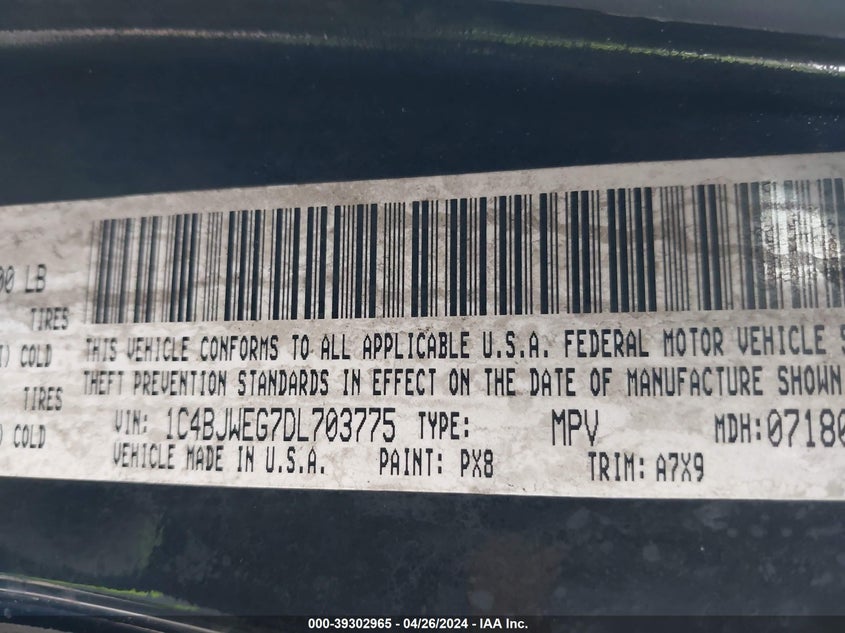 00 LB
TIRES
) COLD
TIRES
) COLD
THIS VEHICLE CONFORMS TO ALL APPLICABLE U.S.A. FEDERAL MOTOR VEHICLE S
THEFT PREVENTION STANDARDS IN EFFECT ON THE DATE OF MANUFACTURE SHOWN
VIN: 1C4BJWEG7DL703775 TYPE: MPV MDH:07180
VEHICLE MADE IN U.S.A. PAINT: PX8 TRIM: A7X9
000-39302965 - 04/26/2024 - IAA Inc.